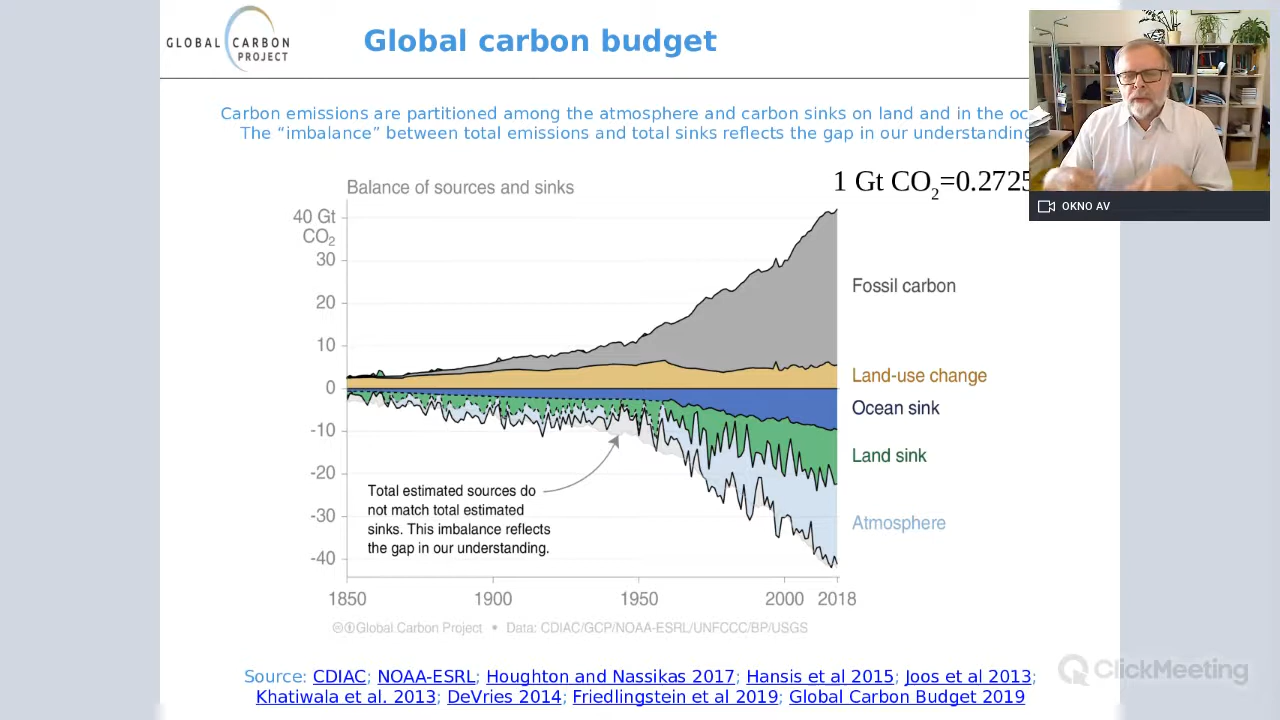 GLOBAL CARBON
PROJECT
Global carbon budget
Carbon emissions are partitioned among the atmosphere and carbon sinks on land and in the
The “imbalance” between total emissions and total sinks reflects the gap in our understanding
1 Gt CO₂=0.2725
OKNO AV
Balance of sources and sinks
40 Gt
CO₂
30
20
10
0
-10
-20
-30
-40
Fossil carbon
Land-use change
Ocean sink
Land sink
Atmosphere
Total estimated sources do
not match total estimated
sinks. This imbalance reflects
the gap in our understanding.
1850 1900 1950 2000 2018
Global Carbon Project • Data: CDIAC/GCP/NOAA-ESRL/UNFCCC/BP/USGS
Source: CDIAC; NOAA-ESRL; Houghton and Nassikas 2017; Hansis et al 2015; Joos et al 2013;
Khatiwala et al. 2013; DeVries 2014; Friedlingstein et al 2019; Global Carbon Budget 2019
ClickMeeting